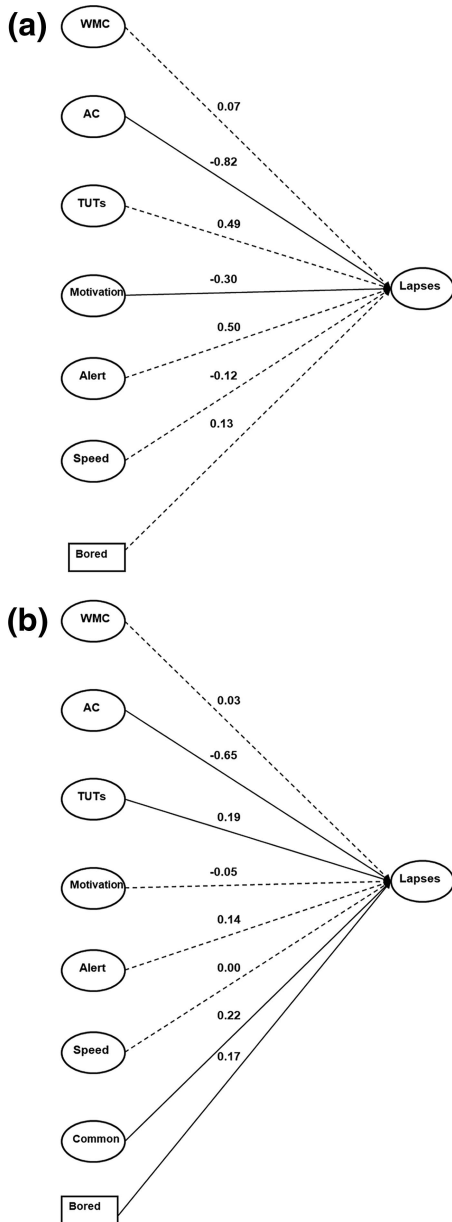 (a)
WMC
0.07
AC
-0.82
TUTs
0.49
Motivation
-0.30
Lapses
Alert
0.50
-0.12
Speed
0.13
Bored
(b)
WMC
0.03
AC
-0.65
TUTs
0.19
Motivation
-0.05
Lapses
Alert
0.14
0.00
Speed
0.22
0.17
Common
Bored